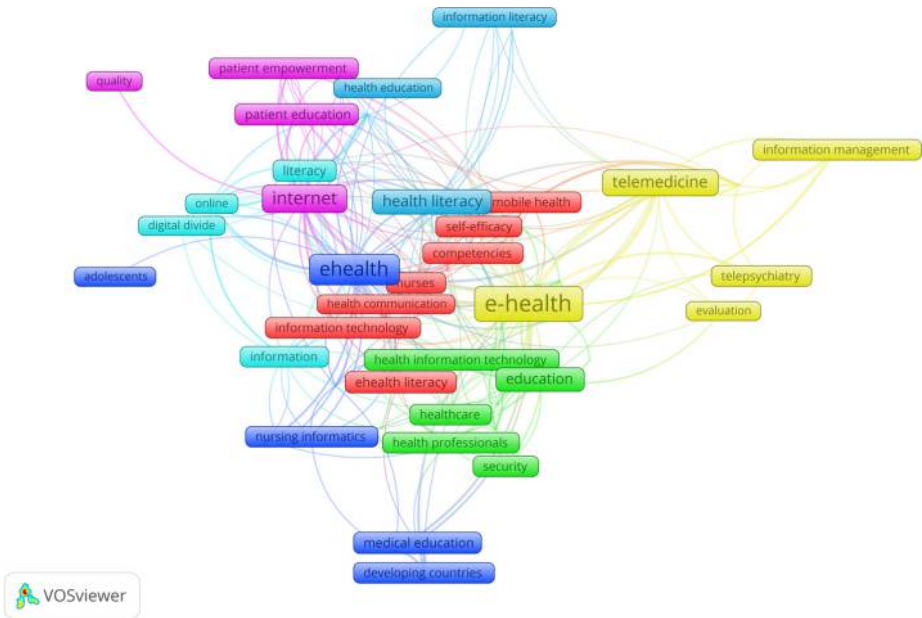 information literacy
patient empowerment
quality
health education
patient education
information management
literacy
telemedicine
internet
health literacy
mobile health
online
digital divide
self-efficacy
competencies
ehealth
adolescents
nurses
telepsychiatry
e-health
health communication
evaluation
information technology
information
health information technology
education
ehealth literacy
healthcare
nursing informatics
health professionals
security
medical education
developing countries
VOSviewer